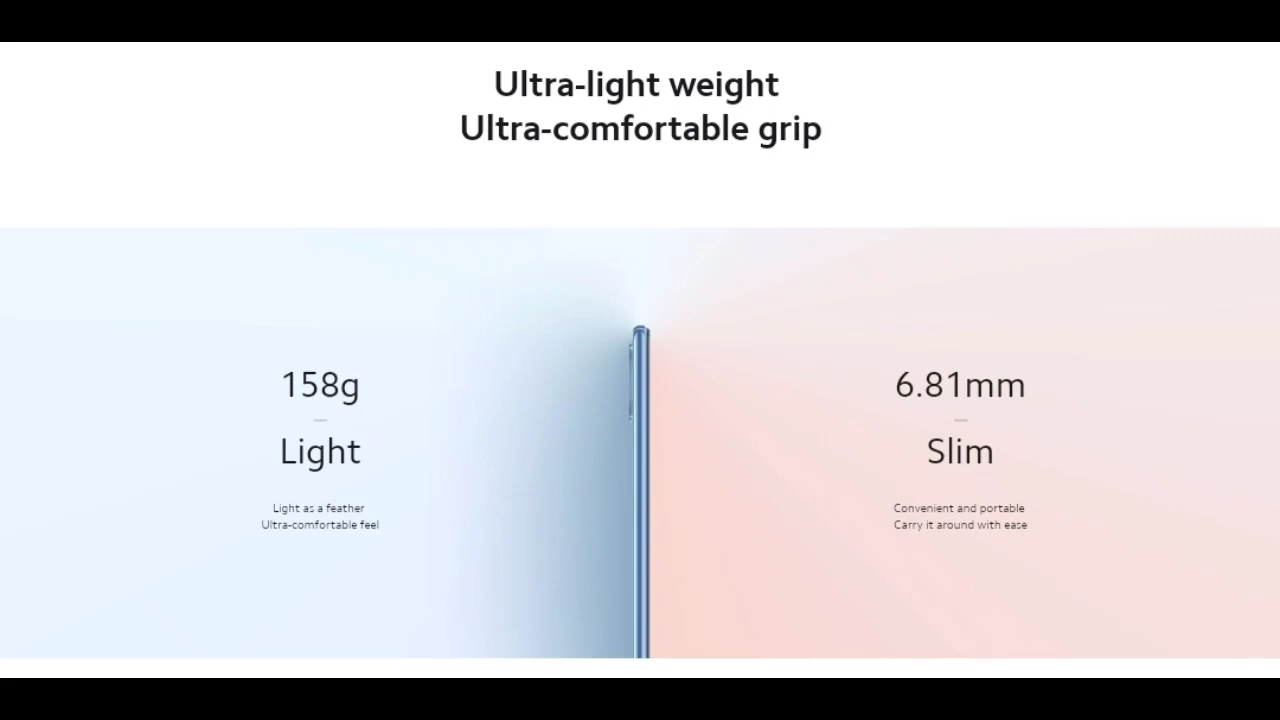 Ultra-light weight
Ultra-comfortable grip
158g
Light
Light as a feather
Ultra-comfortable feel
6.81mm
Slim
Convenient and portable
Carry it around with ease